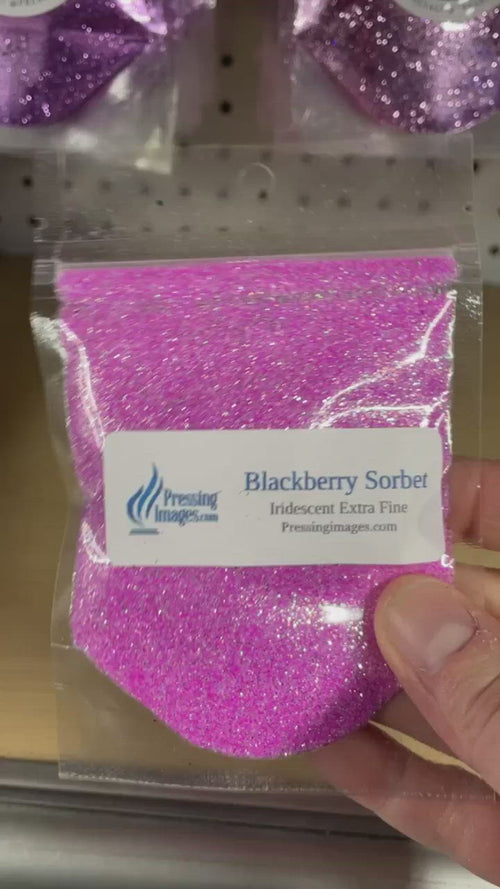 Pressing
Images.com
Blackberry Sorbet
Iridescent Extra Fine
Pressingimages.com